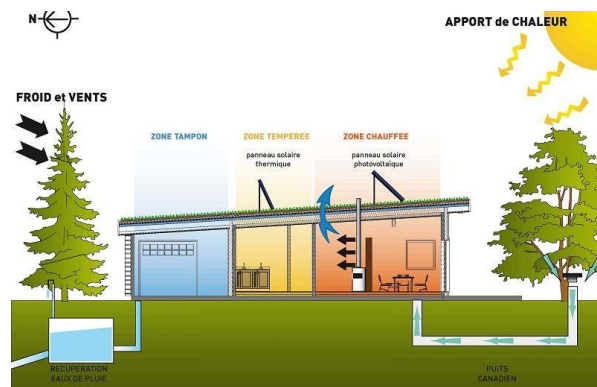 N
APPORT de CHALEUR
FROID et VENTS
ZONE TAMPON
ZONE TEMPEREE
ZONE CHAUFFEE
panneau solaire
thermique
panneau solaire
photovoltaïque
RECUPERATION
EAUX DE PLUIE
PUITS
CANADIEN